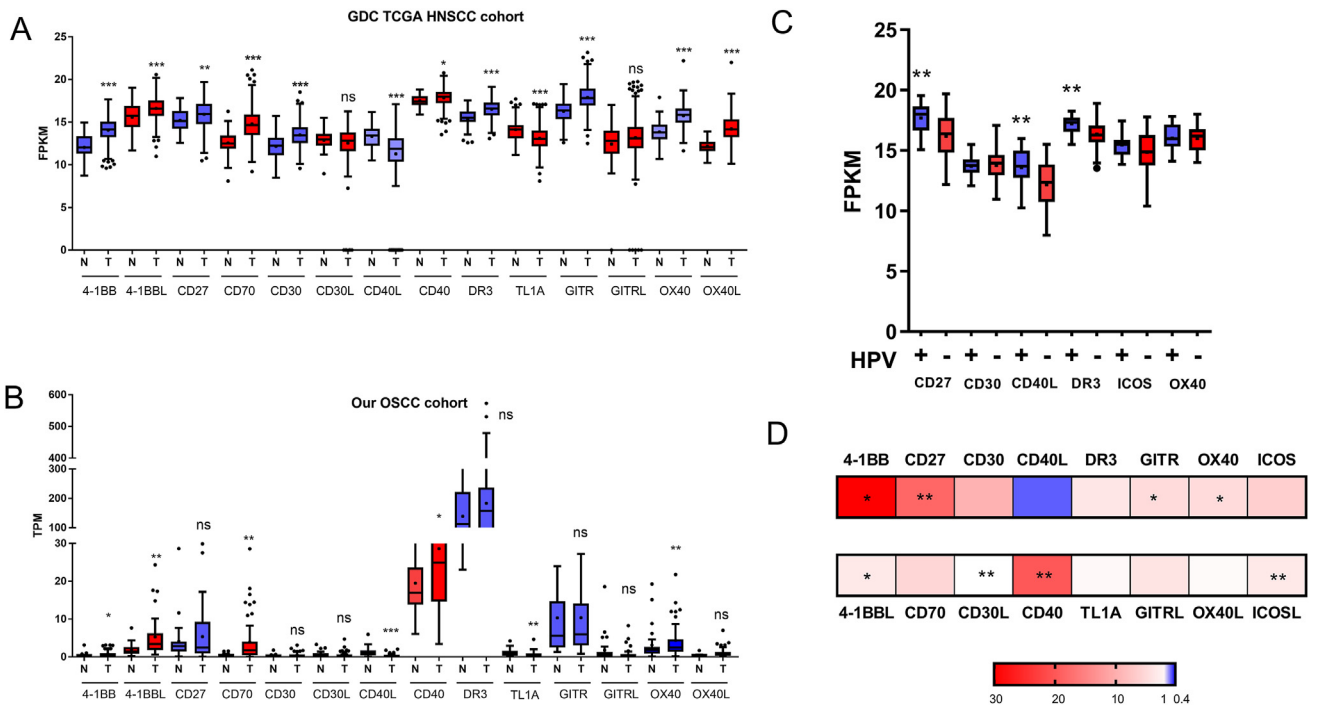 A
GDC TCGA HNSCC cohort
25
20
15
10
5
0
FPKM
*** *** ** *** *** ns *** * *** *** *** ns *** ***
N T N T N T N T N T N T N T N T N T N T N T N T N T N T
4-1BB 4-1BBL CD27 CD70 CD30 CD30L CD40L CD40 DR3 TL1A GITR GITRL OX40 OX40L
B
Our OSCC cohort
600
500
400
300
200
100
30
20
10
0
TPM
* ** ns ** ns ns *** * ns ** ns ns ** ns
N T N T N T N T N T N T N T N T N T N T N T N T N T N T
4-1BB 4-1BBL CD27 CD70 CD30 CD30L CD40L CD40 DR3 TL1A GITR GITRL OX40 OX40L
C
25
20
15
10
5
0
FPKM
** ** **
HPV + - + - + - + - + - + -
CD27 CD30 CD40L DR3 ICOS OX40
D
4-1BB CD27 CD30 CD40L DR3 GITR OX40 ICOS
* ** * *
* ** ** **
4-1BBL CD70 CD30L CD40 TL1A GITRL OX40L ICOSL
30 20 10 1 0.4